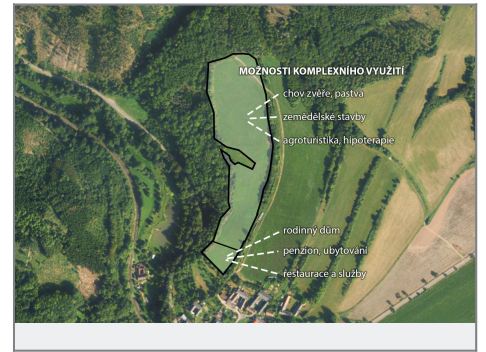 MOŽNOSTI KOMPLEXNÍHO VYUŽITÍ
chov zvěře, pastva
zemědělské stavby
agroturistika, hipoterapie
rodinný dům
penzion, ubytování
restaurace a služby